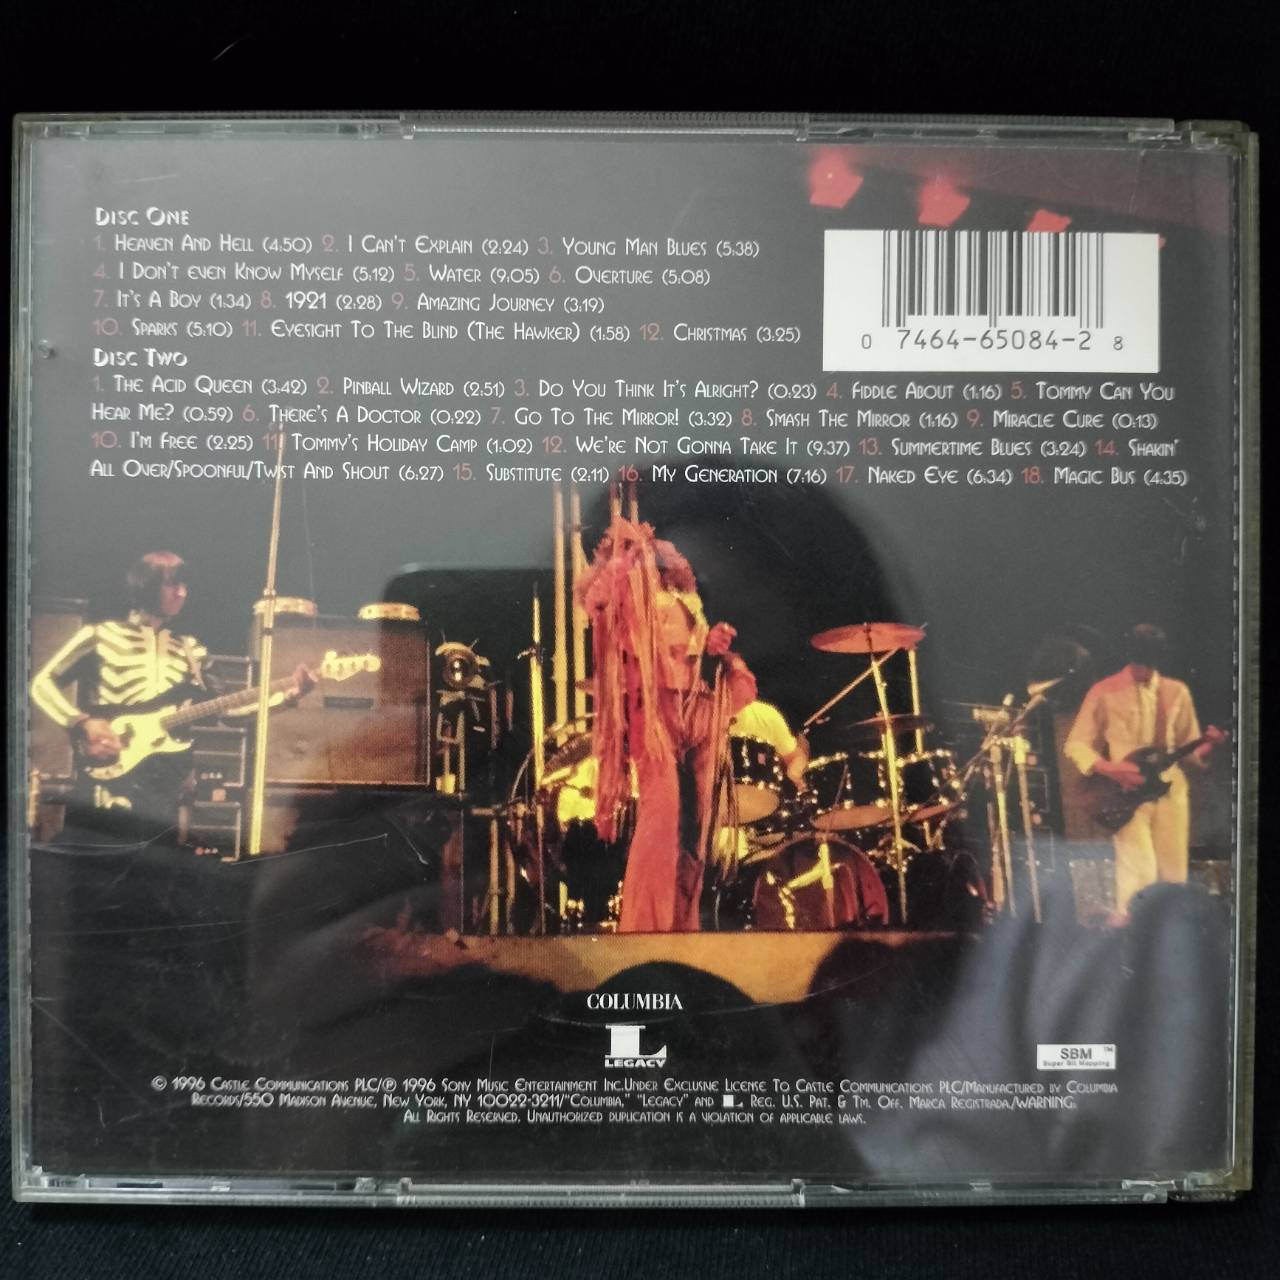 Disc One
1. Heaven And Hell (4:50) 2. I Can't Explain (2:24) 3. Young Man Blues (5:38)
4. I Don't even Know Myself (5:12) 5. Water (9:05) 6. Overture (5:08)
7. It's A Boy (1:34) 8. 1921 (2:28) 9. Amazing Journey (3:19)
10. Sparks (5:10) 11. Eyesight To The Blind (The Hawker) (1:58) 12. Christmas (3:25)
Disc Two
1. The Acid Queen (3:42) 2. Pinball Wizard (2:51) 3. Do You Think It's Alright? (0:23) 4. Fiddle About (1:16) 5. Tommy Can You
Hear Me? (0:59) 6. There's A Doctor (0:22) 7. Go To The Mirror! (3:32) 8. Smash The Mirror (1:16) 9. Miracle Cure (0:13)
10. I'm Free (2:25) 11. Tommy's Holiday Camp (1:02) 12. We're Not Gonna Take It (9:37) 13. Summertime Blues (3:24) 14. Shakin'
All Over/Spoonful/Twist And Shout (6:27) 15. Substitute (2:11) 16. My Generation (7:16) 17. Naked Eye (6:34) 18. Magic Bus (4:35)
0 7464-65084-2 8
COLUMBIA
L
LEGACY
SBM™
Super Bit Mapping
© 1996 Castle Communications PLC/℗ 1996 Sony Music Entertainment Inc.Under Exclusive License To Castle Communications PLC/Manufactured by Columbia
Records/550 Madison Avenue, New York, NY 10022-3211/"Columbia," "Legacy" and L Reg. U.S. Pat. & Tm. Off. Marca Registrada./WARNING:
All Rights Reserved. Unauthorized duplication is a violation of applicable laws.